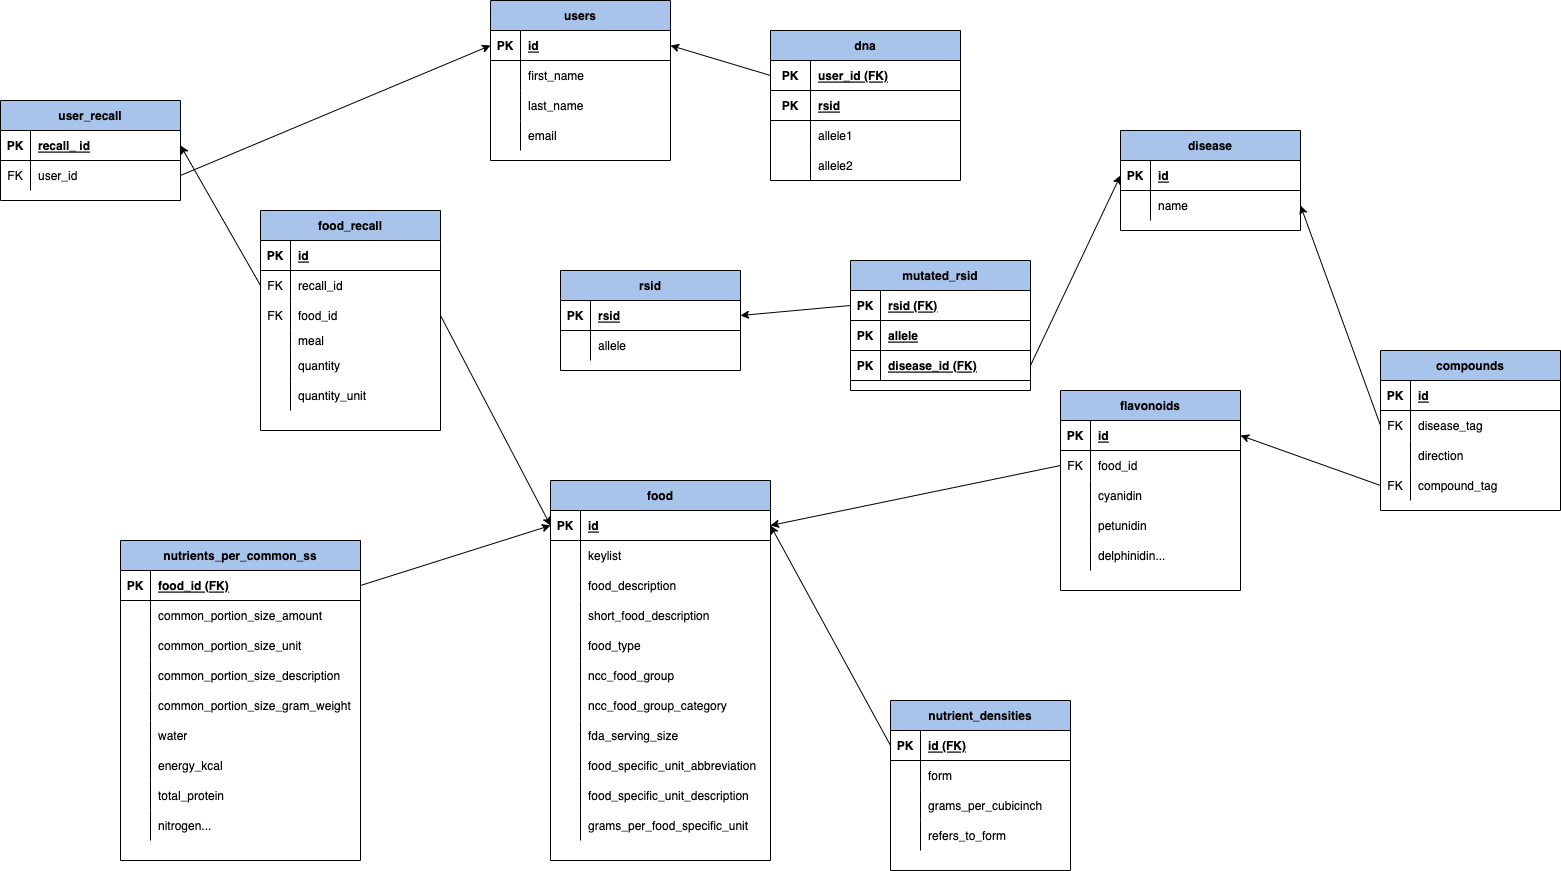 users
PK id
first_name
last_name
email
dna
PK user_id (FK)
PK rsid
allele1
allele2
user_recall
PK recall_ id
FK user_id
disease
PK id
name
food_recall
PK id
FK recall_id
FK food_id
meal
quantity
quantity_unit
rsid
PK rsid
allele
mutated_rsid
PK rsid (FK)
PK allele
PK disease_id (FK)
compounds
PK id
FK disease_tag
direction
FK compound_tag
flavonoids
PK id
FK food_id
cyanidin
petunidin
delphinidin...
food
PK id
keylist
food_description
short_food_description
food_type
ncc_food_group
ncc_food_group_category
fda_serving_size
food_specific_unit_abbreviation
food_specific_unit_description
grams_per_food_specific_unit
nutrients_per_common_ss
PK food_id (FK)
common_portion_size_amount
common_portion_size_unit
common_portion_size_description
common_portion_size_gram_weight
water
energy_kcal
total_protein
nitrogen...
nutrient_densities
PK id (FK)
form
grams_per_cubicinch
refers_to_form